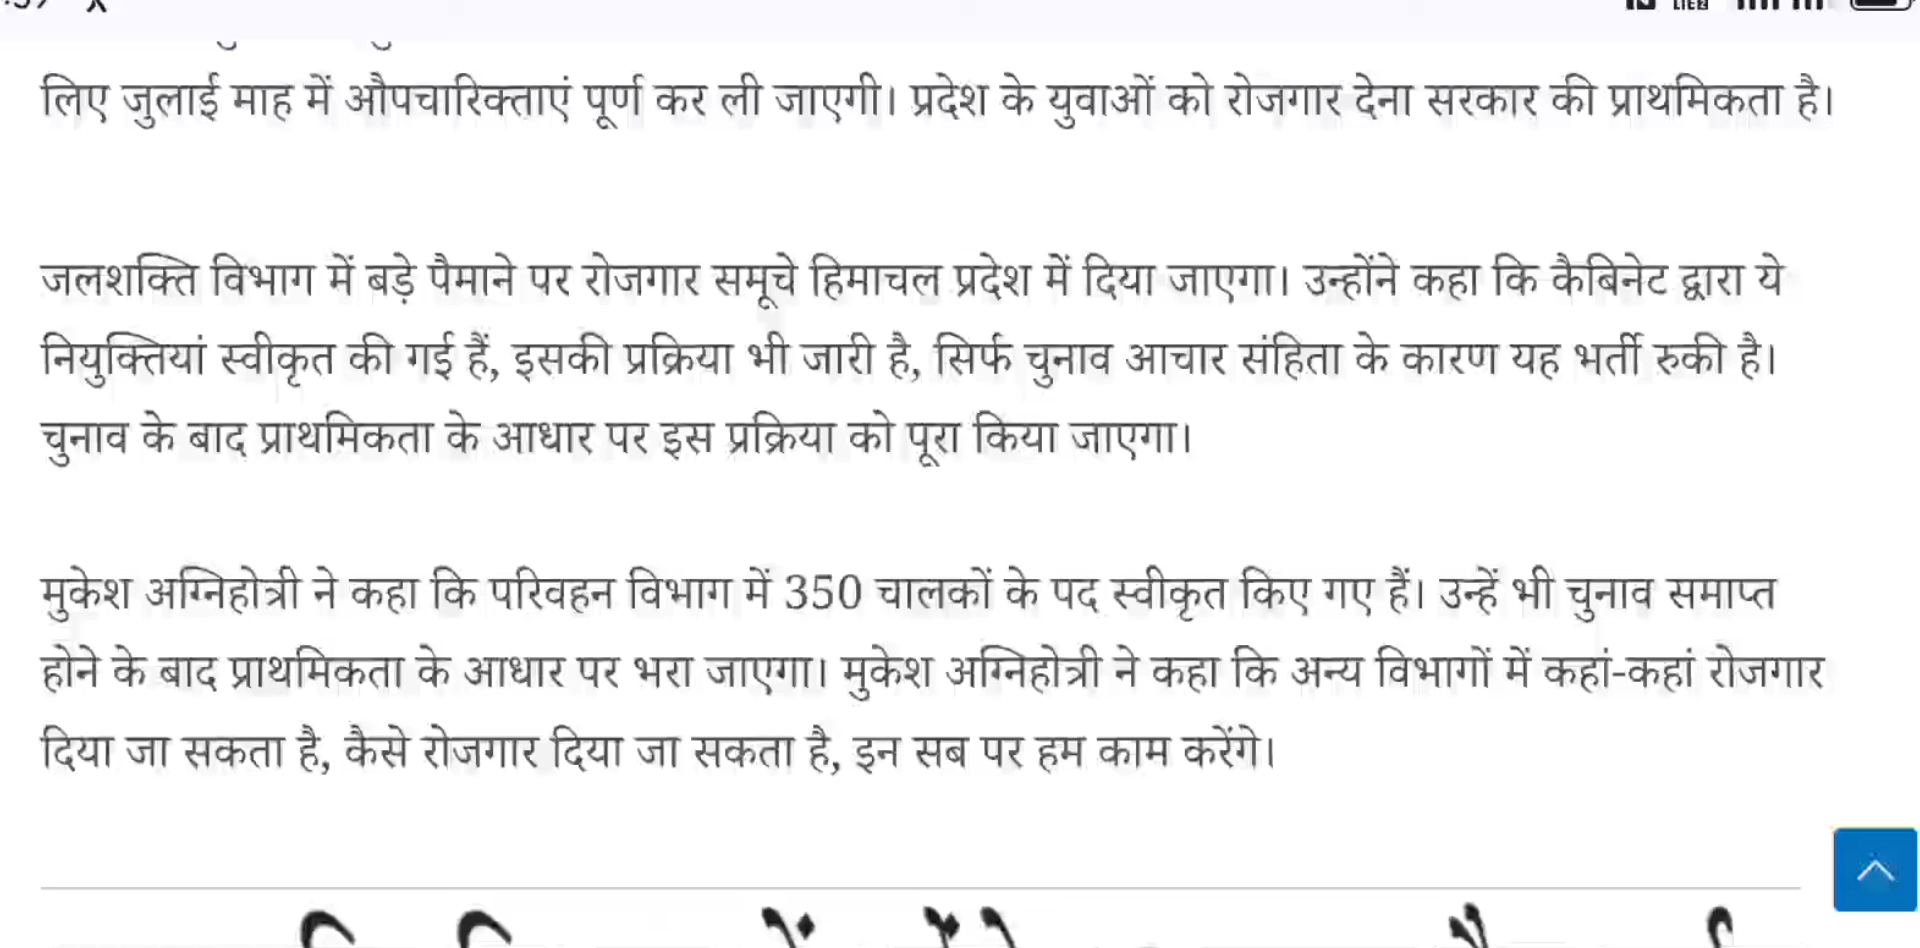 लिए जुलाई माह में औपचारिक्ताएं पूर्ण कर ली जाएगी। प्रदेश के युवाओं को रोजगार देना सरकार की प्राथमिकता है।
जलशक्ति विभाग में बड़े पैमाने पर रोजगार समूचे हिमाचल प्रदेश में दिया जाएगा। उन्होंने कहा कि कैबिनेट द्वारा ये
नियुक्तियां स्वीकृत की गई हैं, इसकी प्रक्रिया भी जारी है, सिर्फ चुनाव आचार संहिता के कारण यह भर्ती रुकी है।
चुनाव के बाद प्राथमिकता के आधार पर इस प्रक्रिया को पूरा किया जाएगा।
मुकेश अग्निहोत्री ने कहा कि परिवहन विभाग में 350 चालकों के पद स्वीकृत किए गए हैं। उन्हें भी चुनाव समाप्त
होने के बाद प्राथमिकता के आधार पर भरा जाएगा। मुकेश अग्निहोत्री ने कहा कि अन्य विभागों में कहां-कहां रोजगार
दिया जा सकता है, कैसे रोजगार दिया जा सकता है, इन सब पर हम काम करेंगे।